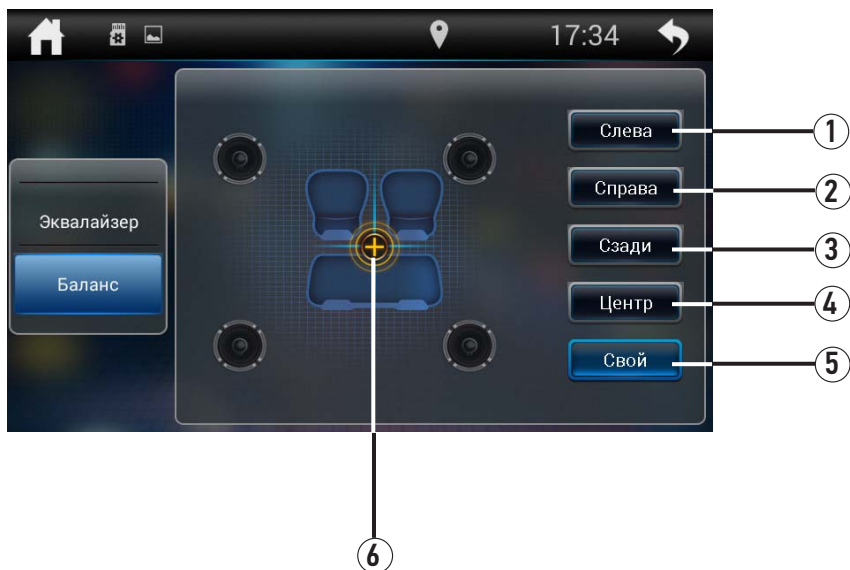 17:34
Эквалайзер
Баланс
Слева
Справа
Сзади
Центр
Свой
1
2
3
4
5
6